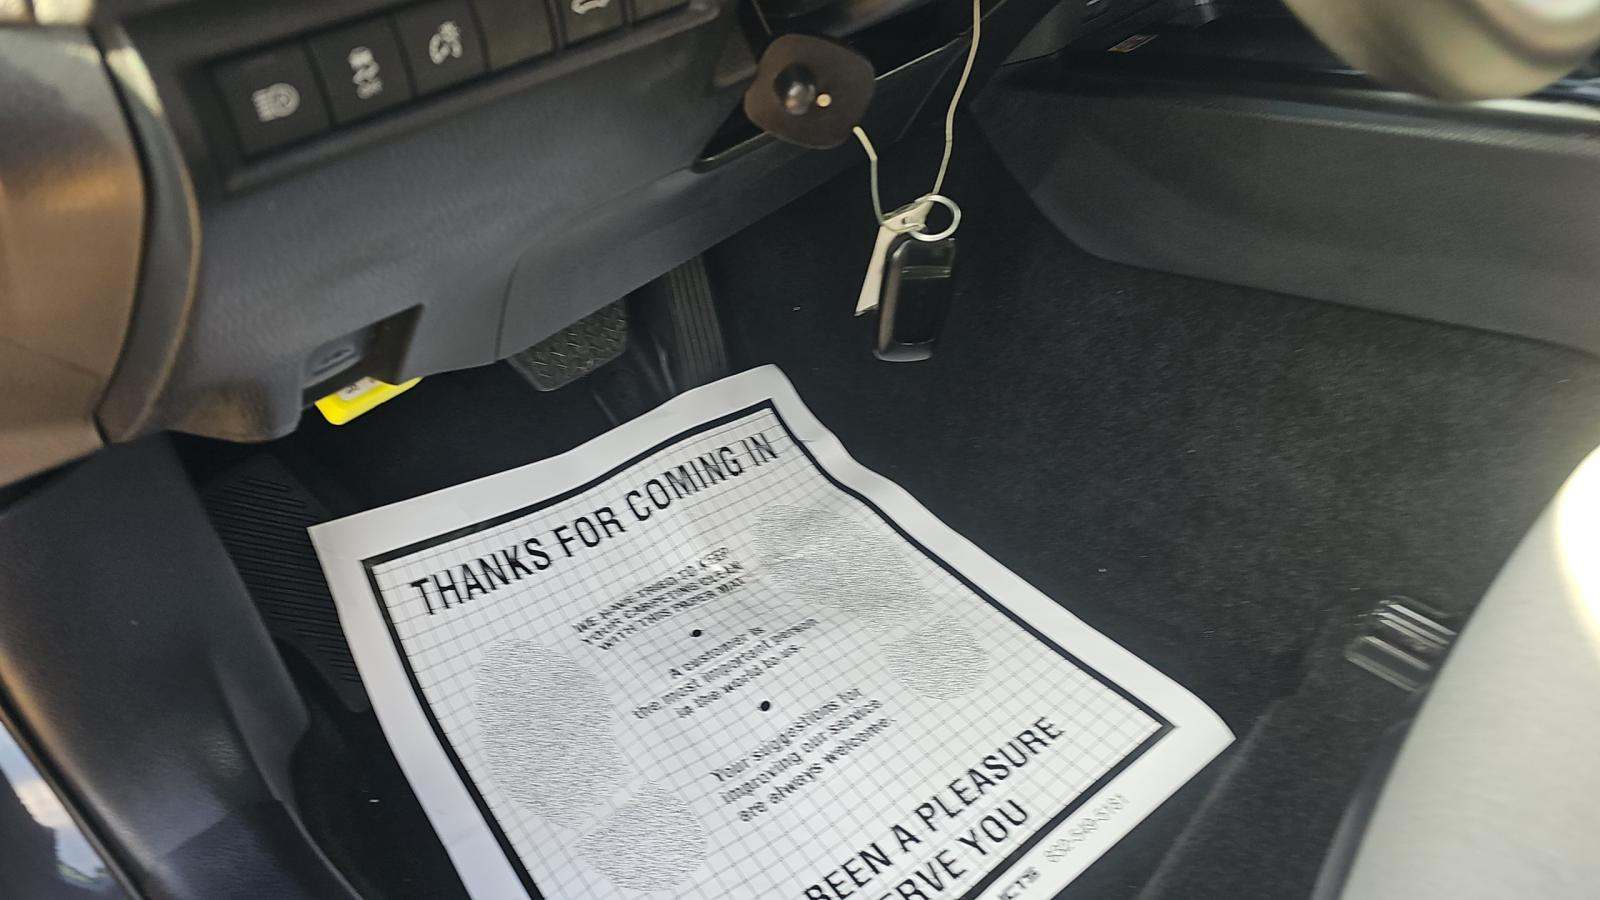 THANKS FOR COMING IN
WE HAVE TRIED TO KEEP
YOUR CARPETING CLEAN
WITH THIS PAPER MAT
A customer is
the most important person
in the world to us.
Your suggestions for
improving our service
are always welcome.
BEEN A PLEASURE
ERVE YOU